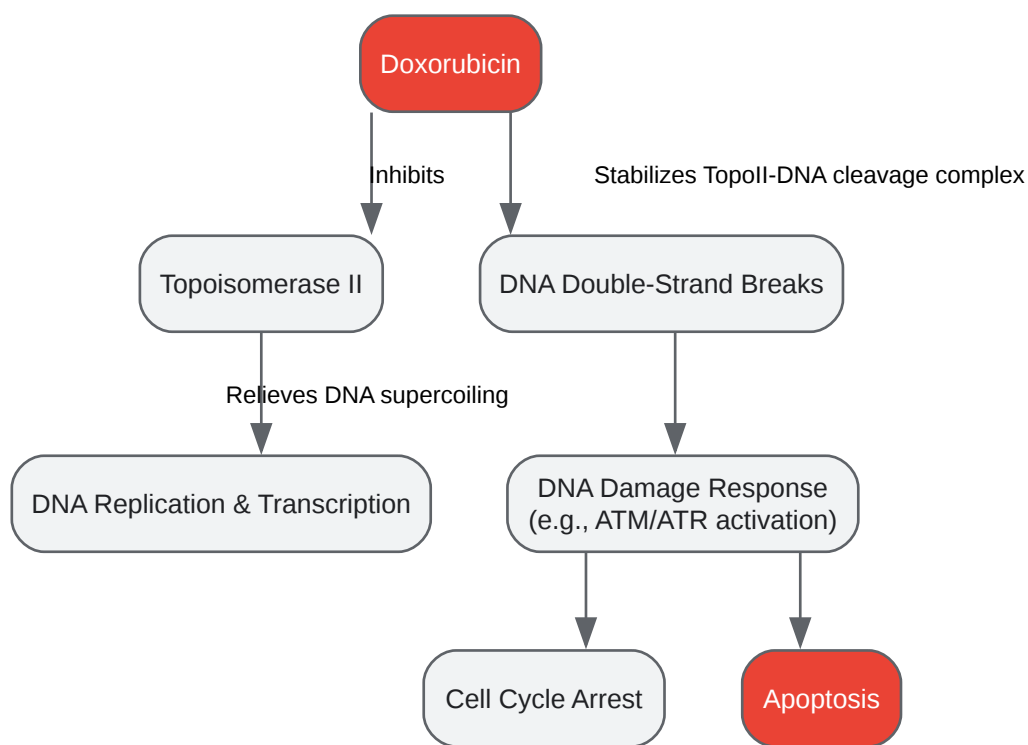 Doxorubicin
Inhibits
Stabilizes TopoII-DNA cleavage complex
Topoisomerase II
DNA Double-Strand Breaks
Relieves DNA supercoiling
DNA Replication & Transcription
DNA Damage Response
(e.g., ATM/ATR activation)
Cell Cycle Arrest
Apoptosis